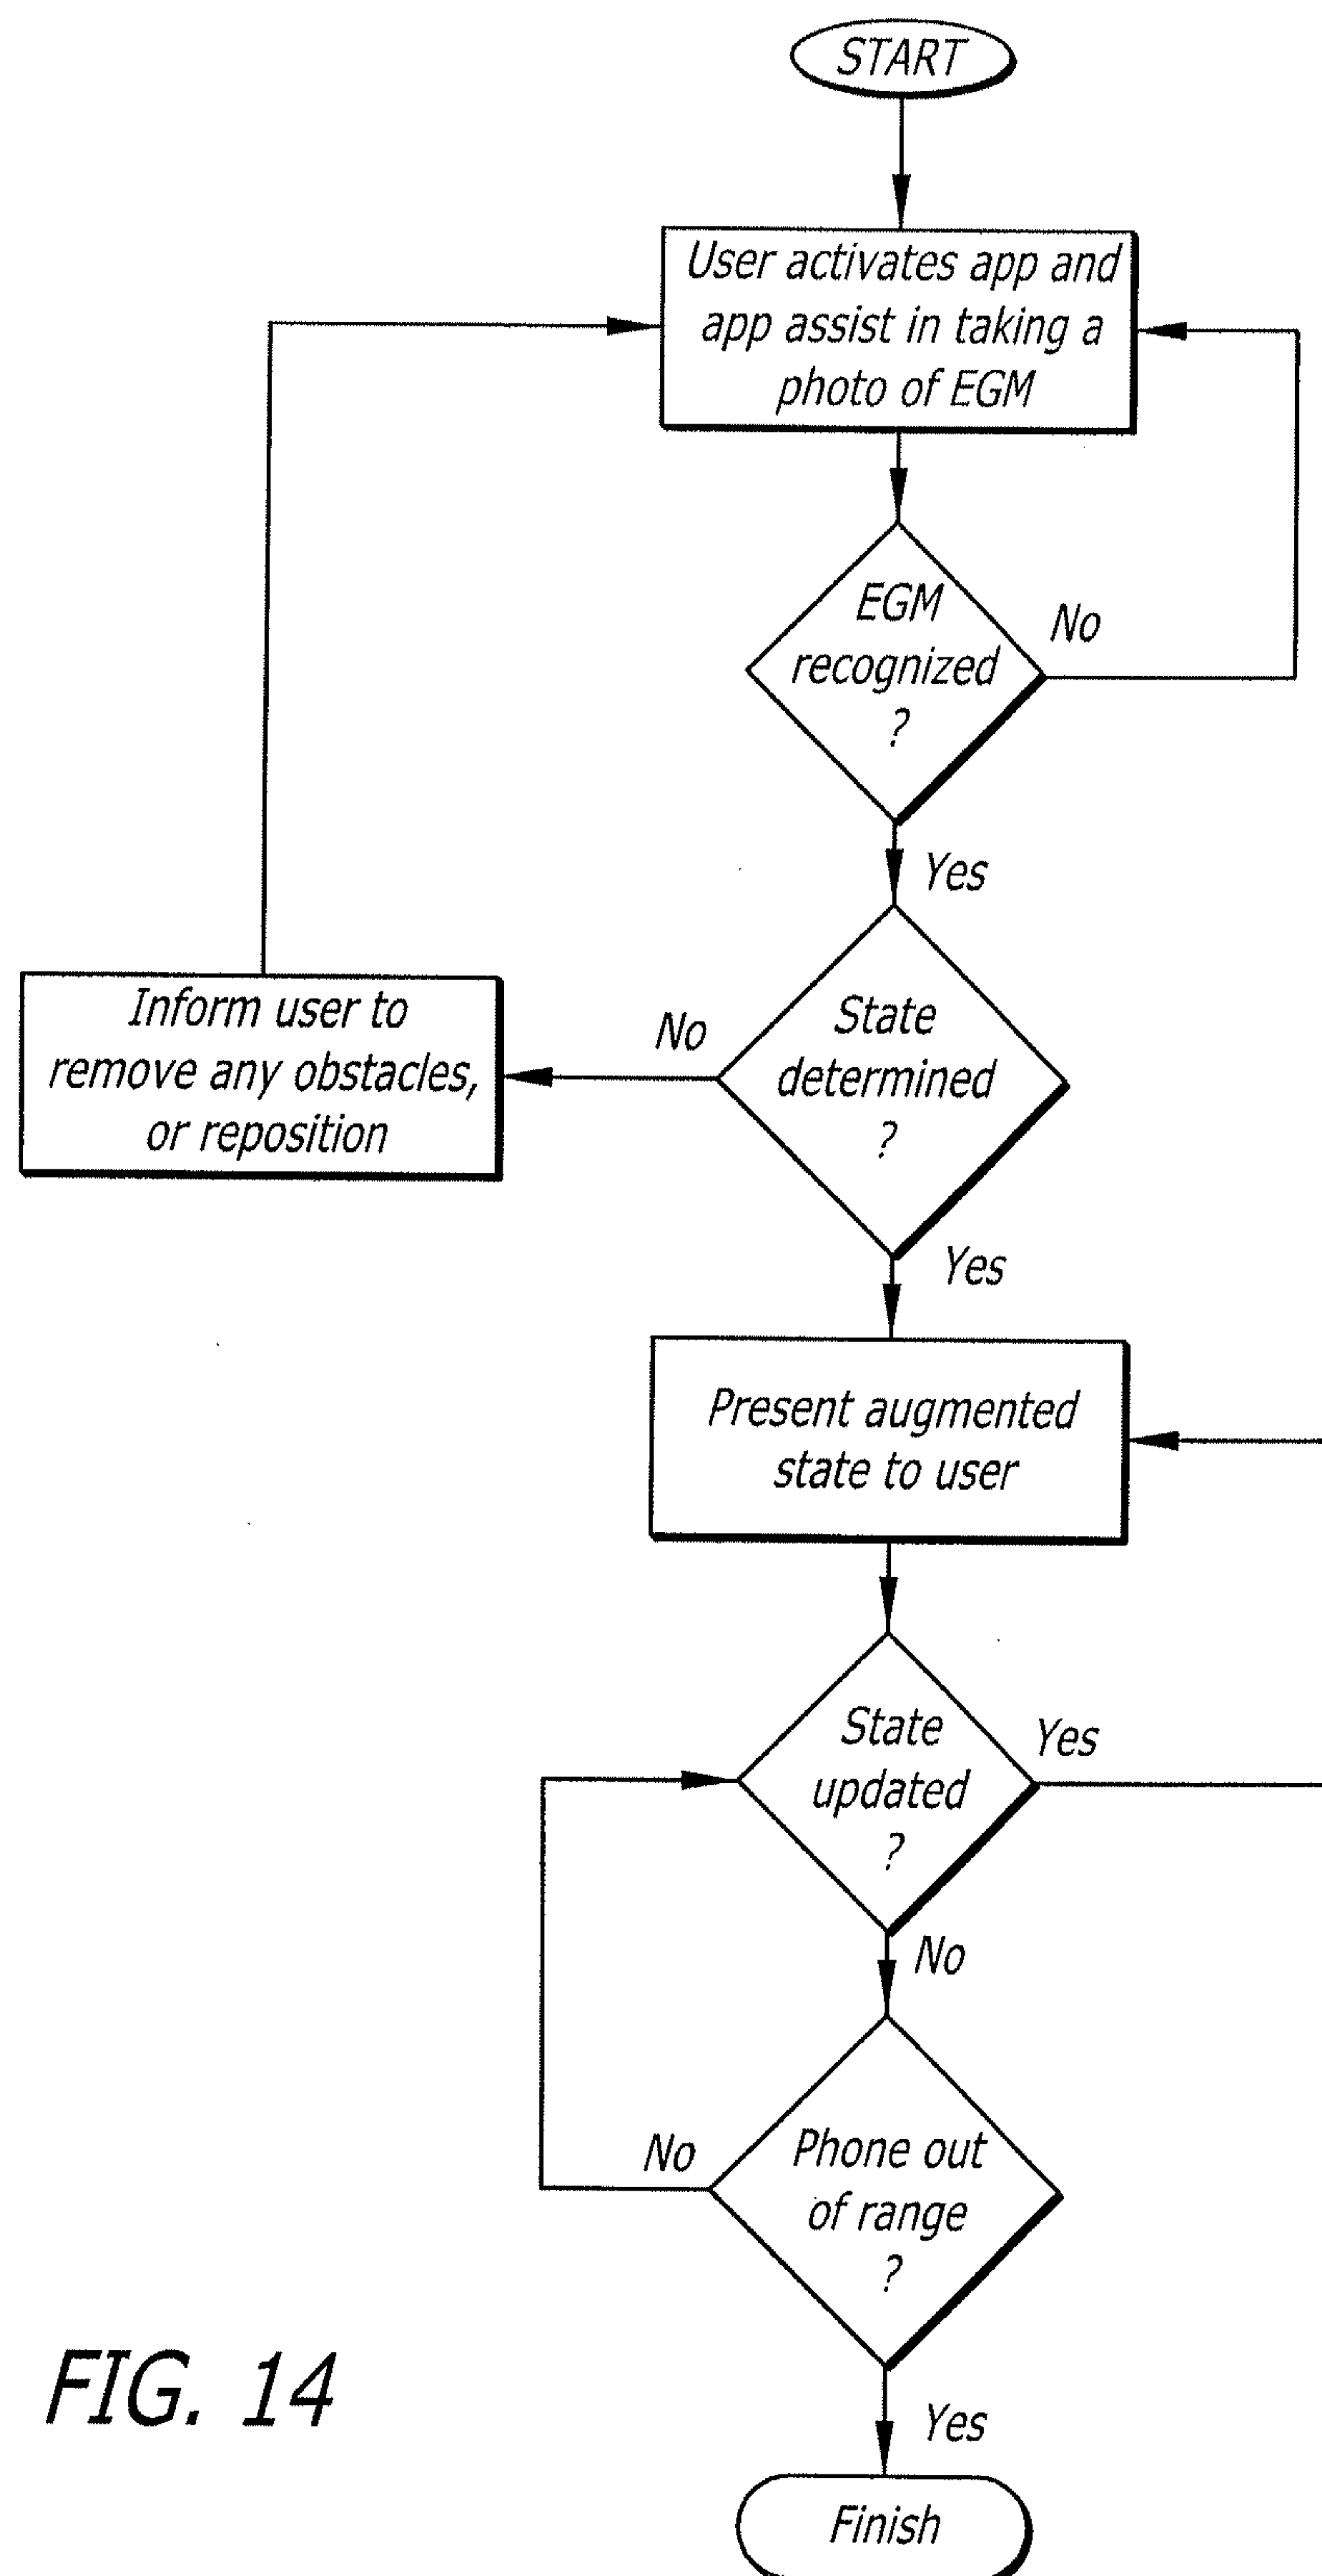 START
User activates app and
app assist in taking a
photo of EGM
EGM
recognized
?
No
Yes
State
determined
?
No
Inform user to
remove any obstacles,
or reposition
Yes
Present augmented
state to user
State
updated
?
Yes
No
Phone out
of range
?
No
Yes
Finish
FIG. 14